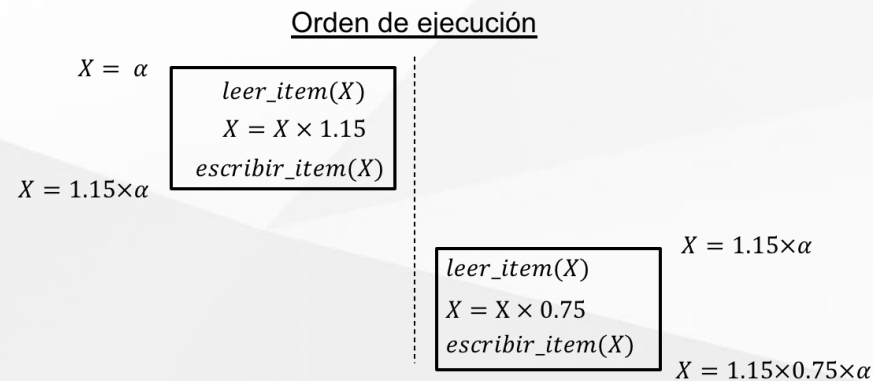 Orden de ejecución
X = α
leer_item(X)
X = X × 1.15
escribir_item(X)
X = 1.15×α
X = 1.15×α
leer_item(X)
X = X × 0.75
escribir_item(X)
X = 1.15×0.75×α